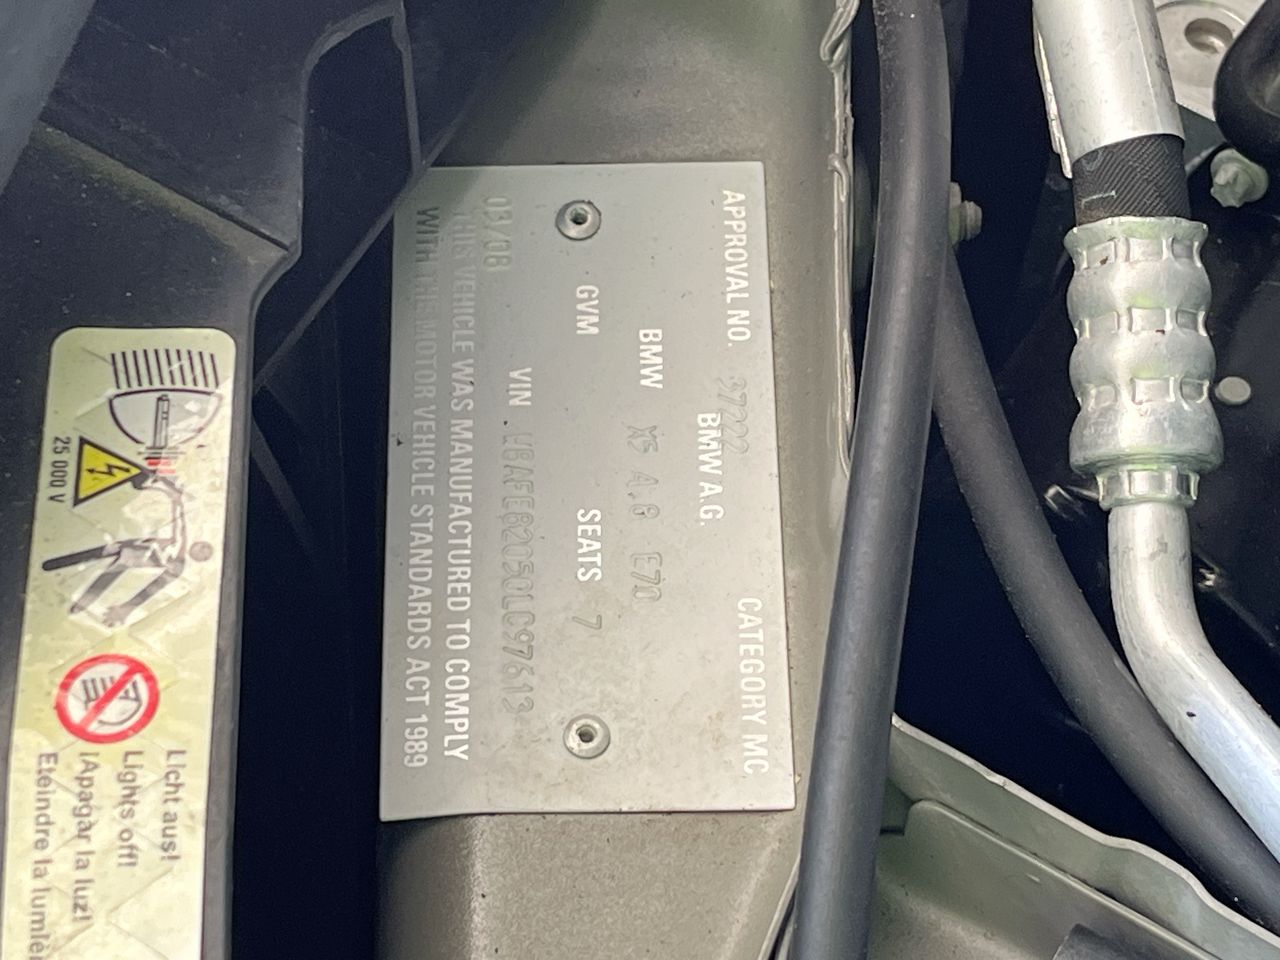 APPROVAL NO. 37222 CATEGORY MC
BMW A.G.
BMW X5 4.8 E70
GVM SEATS 7
VIN WBAFE82050LC97613
03/08
THIS VEHICLE WAS MANUFACTURED TO COMPLY
WITH THE MOTOR VEHICLE STANDARDS ACT 1989
25 000 V
Licht aus!
Lights off!
¡Apagar la luz!
Eteindre la lumiè